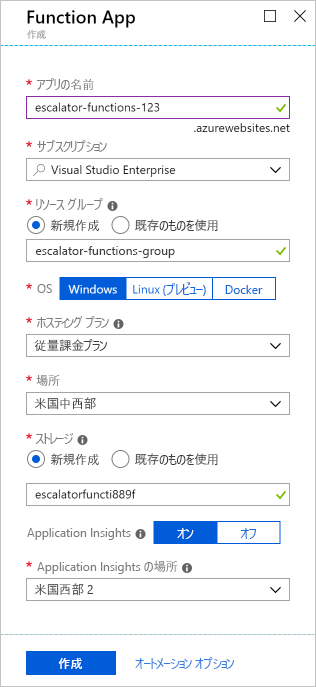 Function App
作成
* アプリの名前
escalator-functions-123
.azurewebsites.net
* サブスクリプション
Visual Studio Enterprise
* リソース グループ
新規作成 既存のものを使用
escalator-functions-group
* OS Windows Linux (プレビュー) Docker
* ホスティング プラン
従量課金プラン
* 場所
米国中西部
* ストレージ
新規作成 既存のものを使用
escalatorfuncti889f
Application Insights オン オフ
* Application Insights の場所
米国西部 2
作成 オートメーション オプション